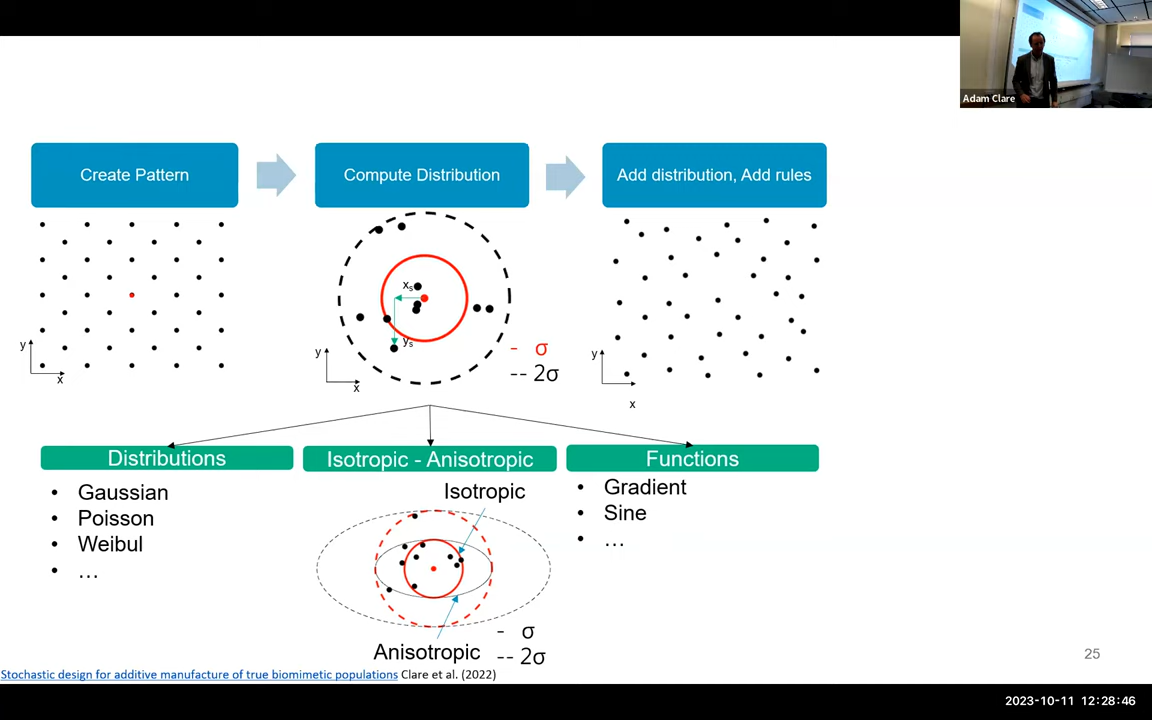 Adam Clare
Create Pattern
Compute Distribution
Add distribution, Add rules
y
x
xs
ys
y
x
- σ
-- 2σ
y
x
Distributions
• Gaussian
• Poisson
• Weibul
• …
Isotropic - Anisotropic
Isotropic
Anisotropic
- σ
-- 2σ
Functions
• Gradient
• Sine
• …
25
Stochastic design for additive manufacture of true biomimetic populations Clare et al. (2022)
2023-10-11 12:28:46